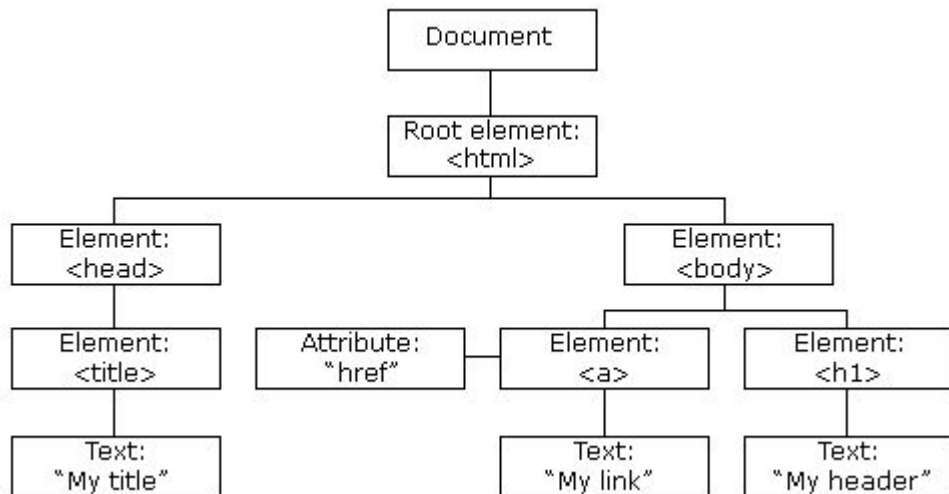 Document
Root element:
<html>
Element:
<head>
Element:
<body>
Element:
<title>
Attribute:
“href”
Element:
<a>
Element:
<h1>
Text:
“My title”
Text:
“My link”
Text:
“My header”